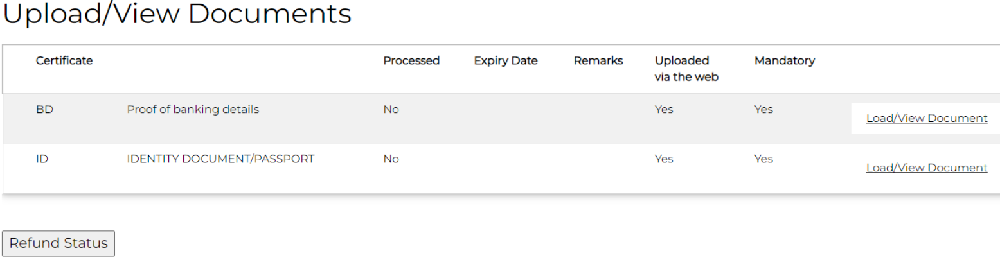 Upload/View Documents
Certificate Processed Expiry Date Remarks Uploaded via the web Mandatory
BD Proof of banking details No Yes Yes Load/View Document
ID IDENTITY DOCUMENT/PASSPORT No Yes Yes Load/View Document
Refund Status